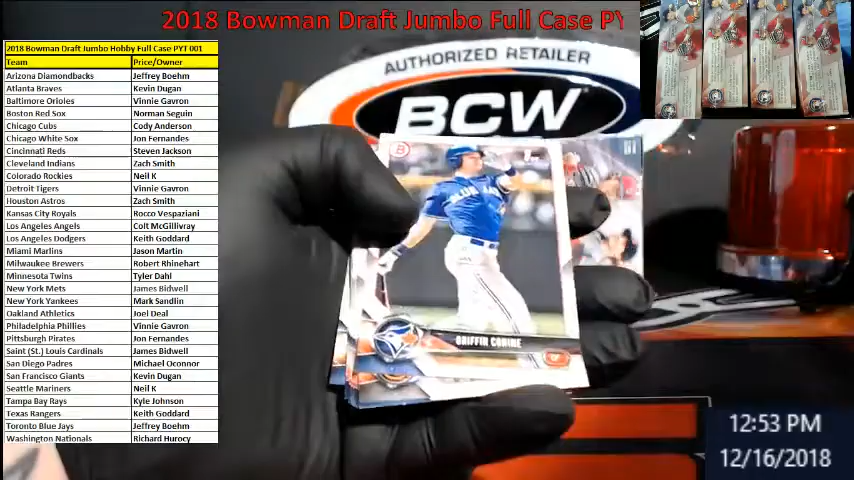 2018 Bowman Draft Jumbo Full Case PY
2018 Bowman Draft Jumbo Hobby Full Case PYT 001
Team Price/Owner
Arizona Diamondbacks Jeffrey Boehm
Atlanta Braves Kevin Dugan
Baltimore Orioles Vinnie Gavron
Boston Red Sox Norman Seguin
Chicago Cubs Cody Anderson
Chicago White Sox Jon Fernandes
Cincinnati Reds Steven Jackson
Cleveland Indians Zach Smith
Colorado Rockies Neil K
Detroit Tigers Vinnie Gavron
Houston Astros Zach Smith
Kansas City Royals Rocco Vespaziani
Los Angeles Angels Colt McGillivray
Los Angeles Dodgers Keith Goddard
Miami Marlins Jason Martin
Milwaukee Brewers Robert Rhinehart
Minnesota Twins Tyler Dahl
New York Mets James Bidwell
New York Yankees Mark Sandlin
Oakland Athletics Joel Deal
Philadelphia Phillies Vinnie Gavron
Pittsburgh Pirates Jon Fernandes
Saint (St.) Louis Cardinals James Bidwell
San Diego Padres Michael Oconnor
San Francisco Giants Kevin Dugan
Seattle Mariners Neil K
Tampa Bay Rays Kyle Johnson
Texas Rangers Keith Goddard
Toronto Blue Jays Jeffrey Boehm
Washington Nationals Richard Hurocy
AUTHORIZED RETAILER
BCW
BLUE JAYS
GRIFFIN CONINE
12:53 PM
12/16/2018